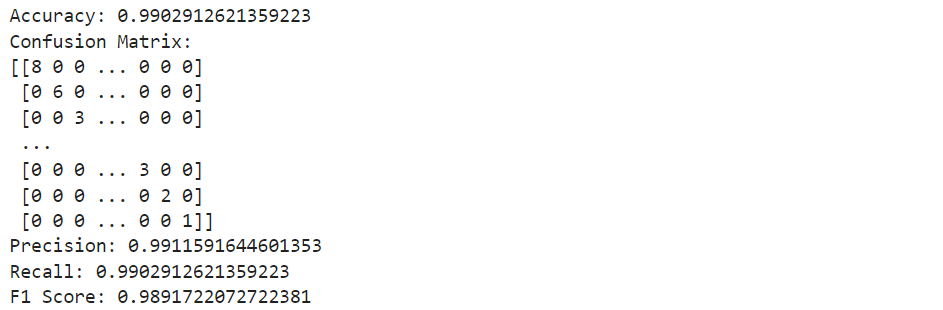 Accuracy: 0.9902912621359223
Confusion Matrix:
[[8 0 0 ... 0 0 0]
 [0 6 0 ... 0 0 0]
 [0 0 3 ... 0 0 0]
 ...
 [0 0 0 ... 3 0 0]
 [0 0 0 ... 0 2 0]
 [0 0 0 ... 0 0 1]]
Precision: 0.9911591644601353
Recall: 0.9902912621359223
F1 Score: 0.9891722072722381